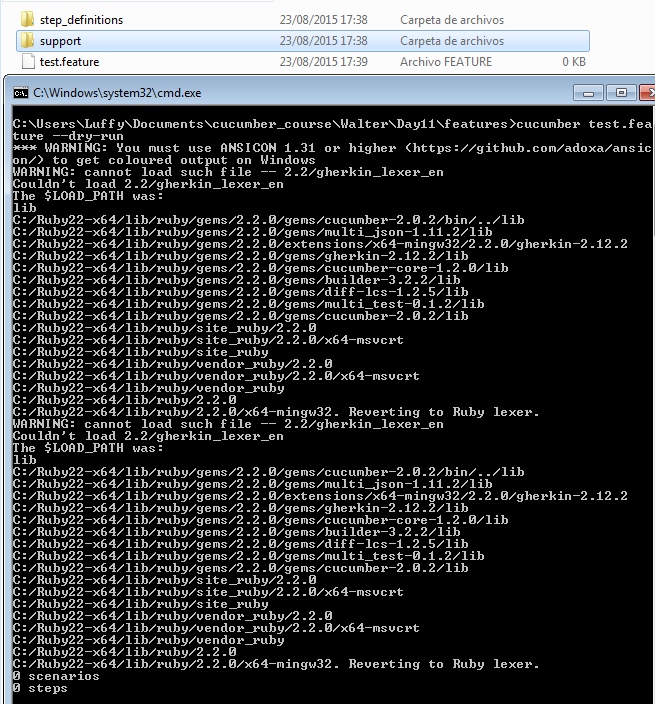 step_definitions 23/08/2015 17:38 Carpeta de archivos
support 23/08/2015 17:38 Carpeta de archivos
test.feature 23/08/2015 17:39 Archivo FEATURE 0 KB
C:\Windows\system32\cmd.exe
C:\Users\Luffy\Documents\cucumber_course\Walter\Day11\features>cucumber test.fea
ture --dry-run
*** WARNING: You must use ANSICON 1.31 or higher (https://github.com/adoxa/ansic
on/) to get coloured output on Windows
WARNING: cannot load such file -- 2.2/gherkin_lexer_en
Couldn't load 2.2/gherkin_lexer_en
The $LOAD_PATH was:
lib
C:/Ruby22-x64/lib/ruby/gems/2.2.0/gems/cucumber-2.0.2/bin/../lib
C:/Ruby22-x64/lib/ruby/gems/2.2.0/gems/multi_json-1.11.2/lib
C:/Ruby22-x64/lib/ruby/gems/2.2.0/extensions/x64-mingw32/2.2.0/gherkin-2.12.2
C:/Ruby22-x64/lib/ruby/gems/2.2.0/gems/gherkin-2.12.2/lib
C:/Ruby22-x64/lib/ruby/gems/2.2.0/gems/cucumber-core-1.2.0/lib
C:/Ruby22-x64/lib/ruby/gems/2.2.0/gems/builder-3.2.2/lib
C:/Ruby22-x64/lib/ruby/gems/2.2.0/gems/diff-lcs-1.2.5/lib
C:/Ruby22-x64/lib/ruby/gems/2.2.0/gems/multi_test-0.1.2/lib
C:/Ruby22-x64/lib/ruby/gems/2.2.0/gems/cucumber-2.0.2/lib
C:/Ruby22-x64/lib/ruby/site_ruby/2.2.0
C:/Ruby22-x64/lib/ruby/site_ruby/2.2.0/x64-msvcrt
C:/Ruby22-x64/lib/ruby/site_ruby
C:/Ruby22-x64/lib/ruby/vendor_ruby/2.2.0
C:/Ruby22-x64/lib/ruby/vendor_ruby/2.2.0/x64-msvcrt
C:/Ruby22-x64/lib/ruby/vendor_ruby
C:/Ruby22-x64/lib/ruby/2.2.0
C:/Ruby22-x64/lib/ruby/2.2.0/x64-mingw32. Reverting to Ruby lexer.
WARNING: cannot load such file -- 2.2/gherkin_lexer_en
Couldn't load 2.2/gherkin_lexer_en
The $LOAD_PATH was:
lib
C:/Ruby22-x64/lib/ruby/gems/2.2.0/gems/cucumber-2.0.2/bin/../lib
C:/Ruby22-x64/lib/ruby/gems/2.2.0/gems/multi_json-1.11.2/lib
C:/Ruby22-x64/lib/ruby/gems/2.2.0/extensions/x64-mingw32/2.2.0/gherkin-2.12.2
C:/Ruby22-x64/lib/ruby/gems/2.2.0/gems/gherkin-2.12.2/lib
C:/Ruby22-x64/lib/ruby/gems/2.2.0/gems/cucumber-core-1.2.0/lib
C:/Ruby22-x64/lib/ruby/gems/2.2.0/gems/builder-3.2.2/lib
C:/Ruby22-x64/lib/ruby/gems/2.2.0/gems/diff-lcs-1.2.5/lib
C:/Ruby22-x64/lib/ruby/gems/2.2.0/gems/multi_test-0.1.2/lib
C:/Ruby22-x64/lib/ruby/gems/2.2.0/gems/cucumber-2.0.2/lib
C:/Ruby22-x64/lib/ruby/site_ruby/2.2.0
C:/Ruby22-x64/lib/ruby/site_ruby/2.2.0/x64-msvcrt
C:/Ruby22-x64/lib/ruby/site_ruby
C:/Ruby22-x64/lib/ruby/vendor_ruby/2.2.0
C:/Ruby22-x64/lib/ruby/vendor_ruby/2.2.0/x64-msvcrt
C:/Ruby22-x64/lib/ruby/vendor_ruby
C:/Ruby22-x64/lib/ruby/2.2.0
C:/Ruby22-x64/lib/ruby/2.2.0/x64-mingw32. Reverting to Ruby lexer.
0 scenarios
0 steps